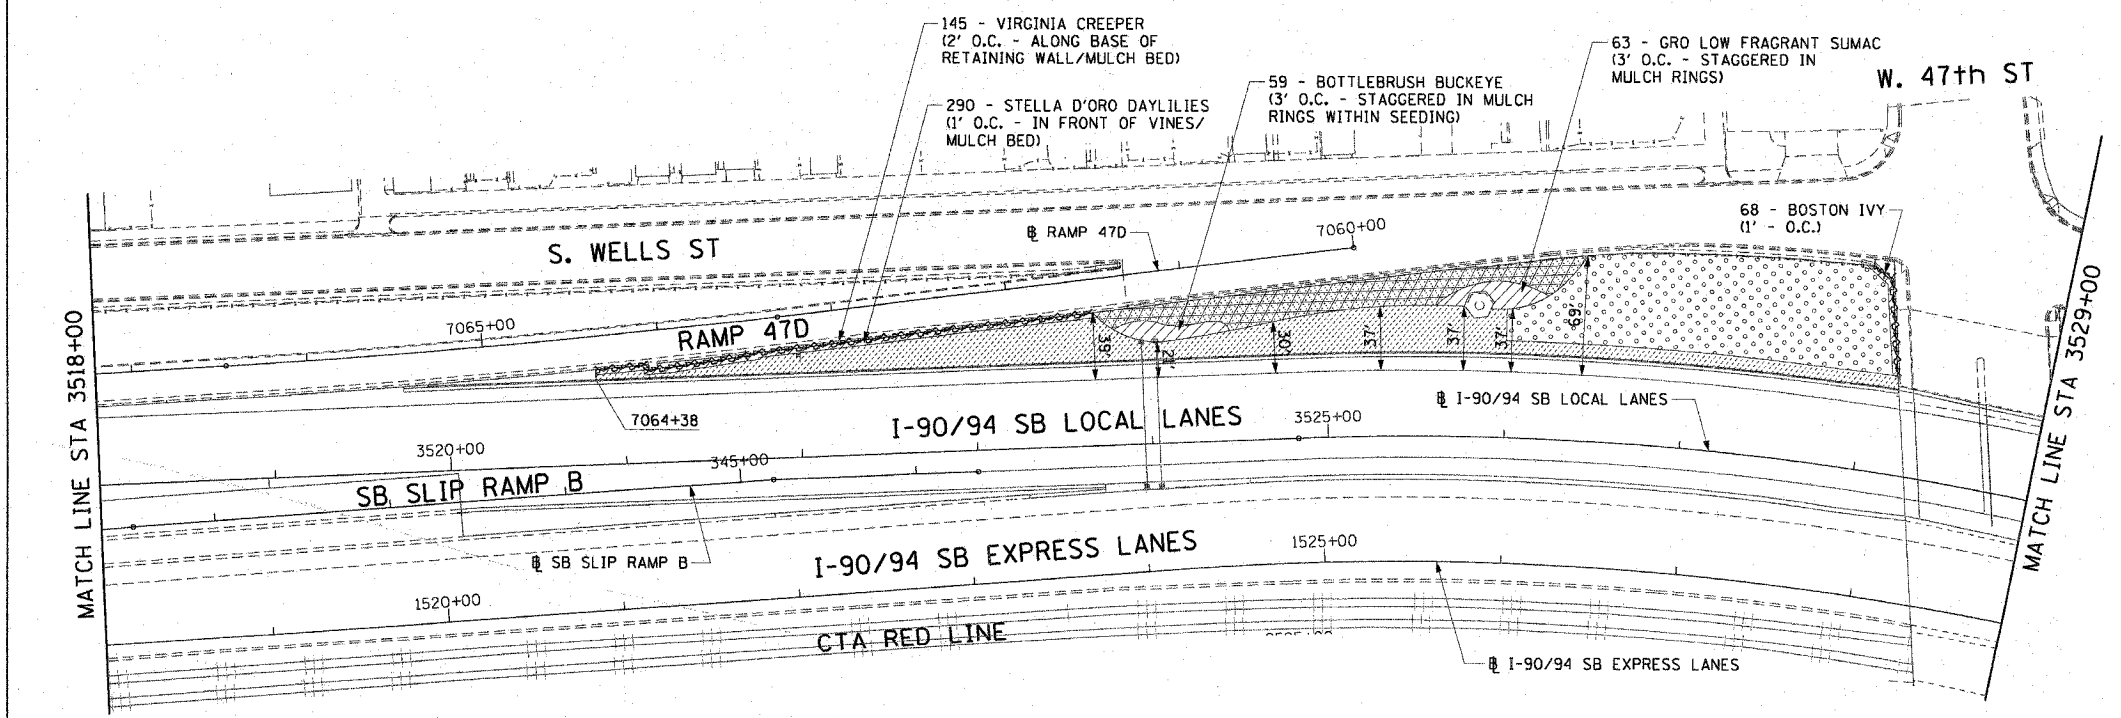 145 - VIRGINIA CREEPER
(2' O.C. - ALONG BASE OF
RETAINING WALL/MULCH BED)
290 - STELLA D'ORO DAYLILIES
(1' O.C. - IN FRONT OF VINES/
MULCH BED)
59 - BOTTLEBRUSH BUCKEYE
(3' O.C. - STAGGERED IN MULCH
RINGS WITHIN SEEDING)
63 - GRO LOW FRAGRANT SUMAC
(3' O.C. - STAGGERED IN
MULCH RINGS)
W. 47th ST
68 - BOSTON IVY
(1' - O.C.)
S. WELLS ST
RAMP 47D
7060+00
7065+00
RAMP 47D
39'
21'
30'
37'
37'
37'
69'
7064+38
MATCH LINE STA 3518+00
MATCH LINE STA 3529+00
I-90/94 SB LOCAL LANES
I-90/94 SB LOCAL LANES
3520+00
345+00
3525+00
SB SLIP RAMP B
SB SLIP RAMP B
I-90/94 SB EXPRESS LANES
1525+00
1520+00
CTA RED LINE
I-90/94 SB EXPRESS LANES